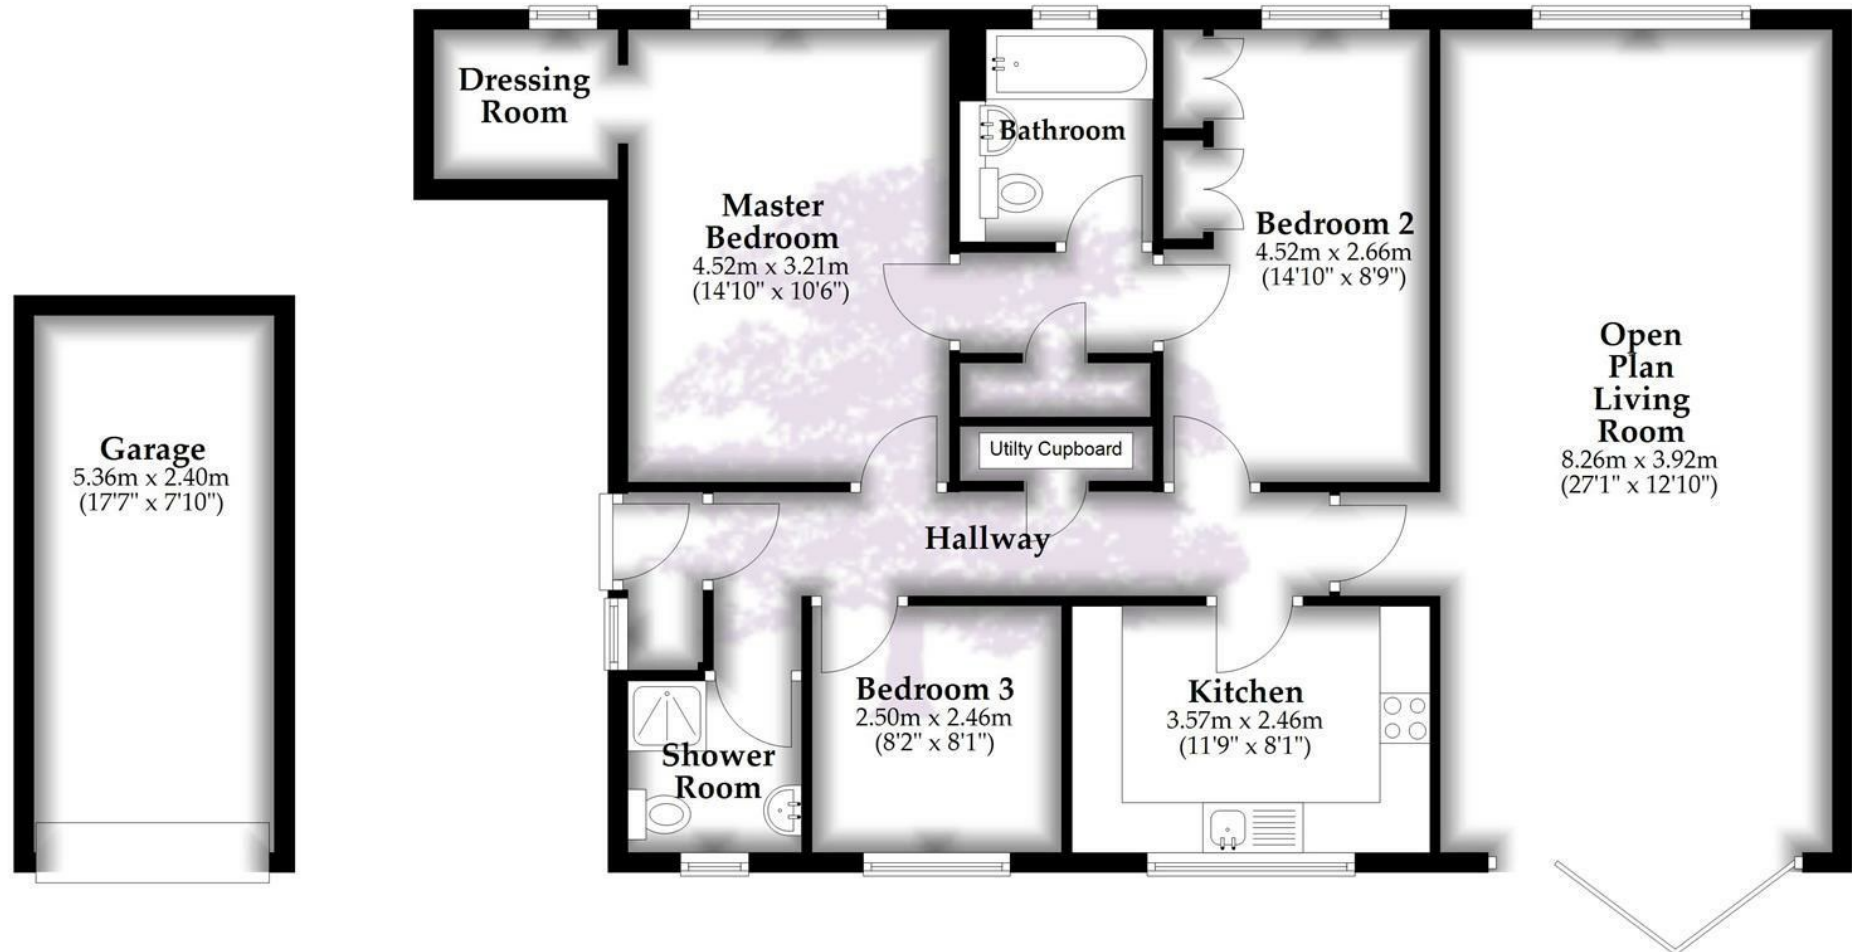 Dressing
Room
Master
Bedroom
4.52m x 3.21m
(14'10" x 10'6")
Bathroom
Bedroom 2
4.52m x 2.66m
(14'10" x 8'9")
Open
Plan
Living
Room
8.26m x 3.92m
(27'1" x 12'10")
Garage
5.36m x 2.40m
(17'7" x 7'10")
Utilty Cupboard
Hallway
Shower
Room
Bedroom 3
2.50m x 2.46m
(8'2" x 8'1")
Kitchen
3.57m x 2.46m
(11'9" x 8'1")